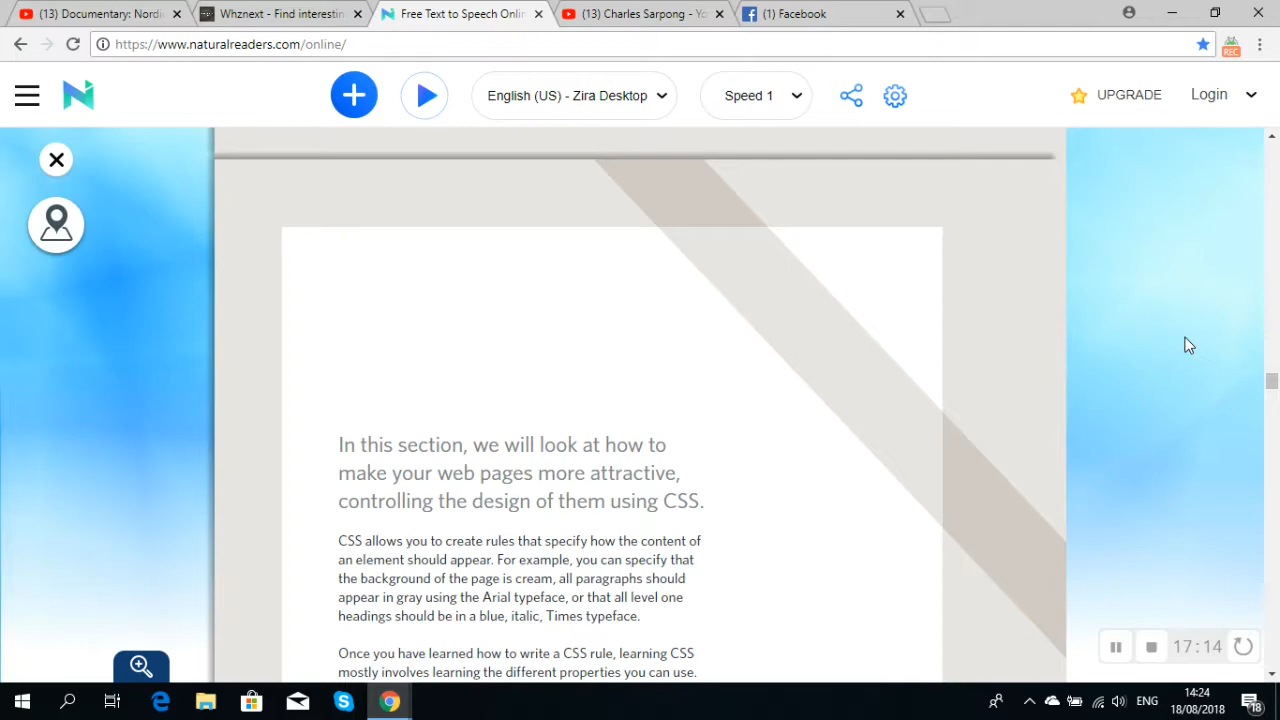 (13) Documentary: Nordi
Whznext - Find interestin
Free Text to Speech Onlin
(13) Charles Sarpong - Yo
(1) Facebook
https://www.naturalreaders.com/online/
REC
English (US) - Zira Desktop
Speed 1
UPGRADE
Login
In this section, we will look at how to
make your web pages more attractive,
controlling the design of them using CSS.
CSS allows you to create rules that specify how the content of
an element should appear. For example, you can specify that
the background of the page is cream, all paragraphs should
appear in gray using the Arial typeface, or that all level one
headings should be in a blue, italic, Times typeface.
Once you have learned how to write a CSS rule, learning CSS
mostly involves learning the different properties you can use.
17:14
ENG
14:24
18/08/2018
18